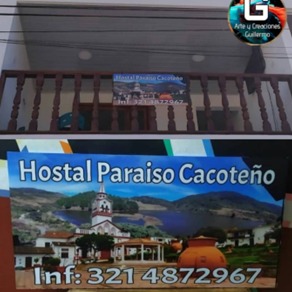 G
Arte y Creaciones
Guillermo
Hostal Paraiso Cacoteño
Inf: 321 4872967
Hostal Paraiso Cacoteño
Inf: 321 4872967